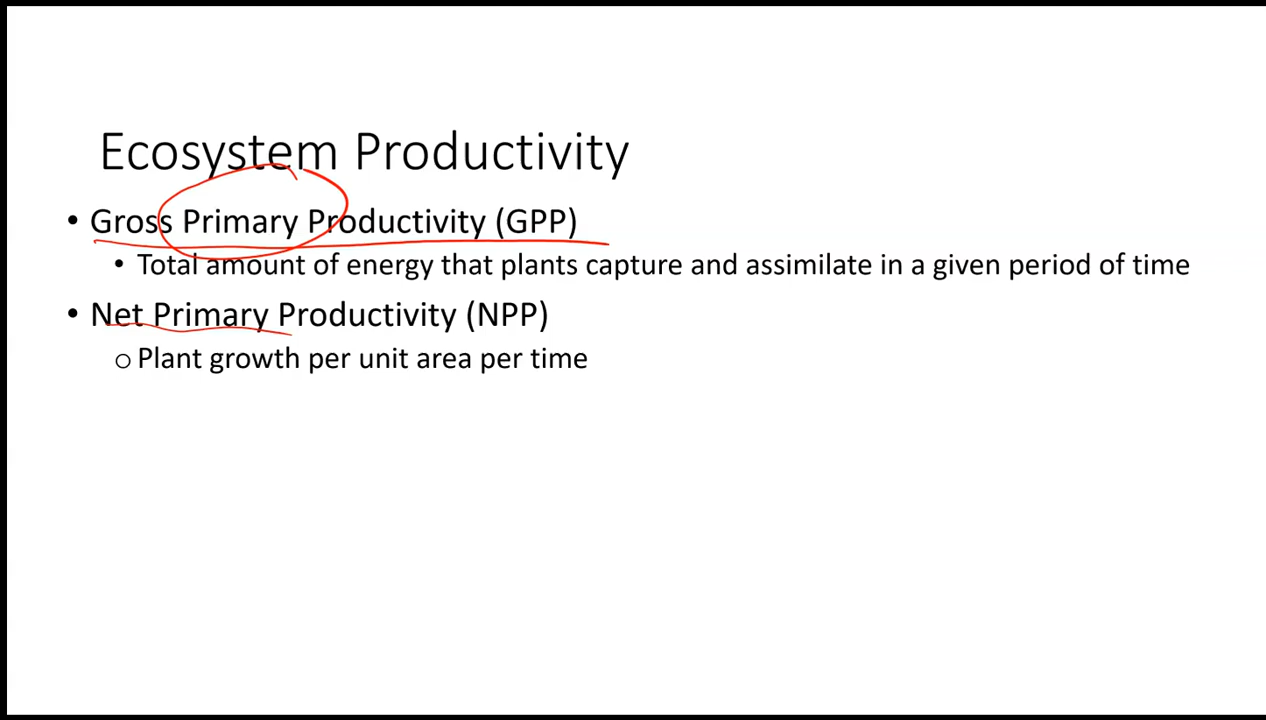 Ecosystem Productivity
• Gross Primary Productivity (GPP)
• Total amount of energy that plants capture and assimilate in a given period of time
• Net Primary Productivity (NPP)
o Plant growth per unit area per time